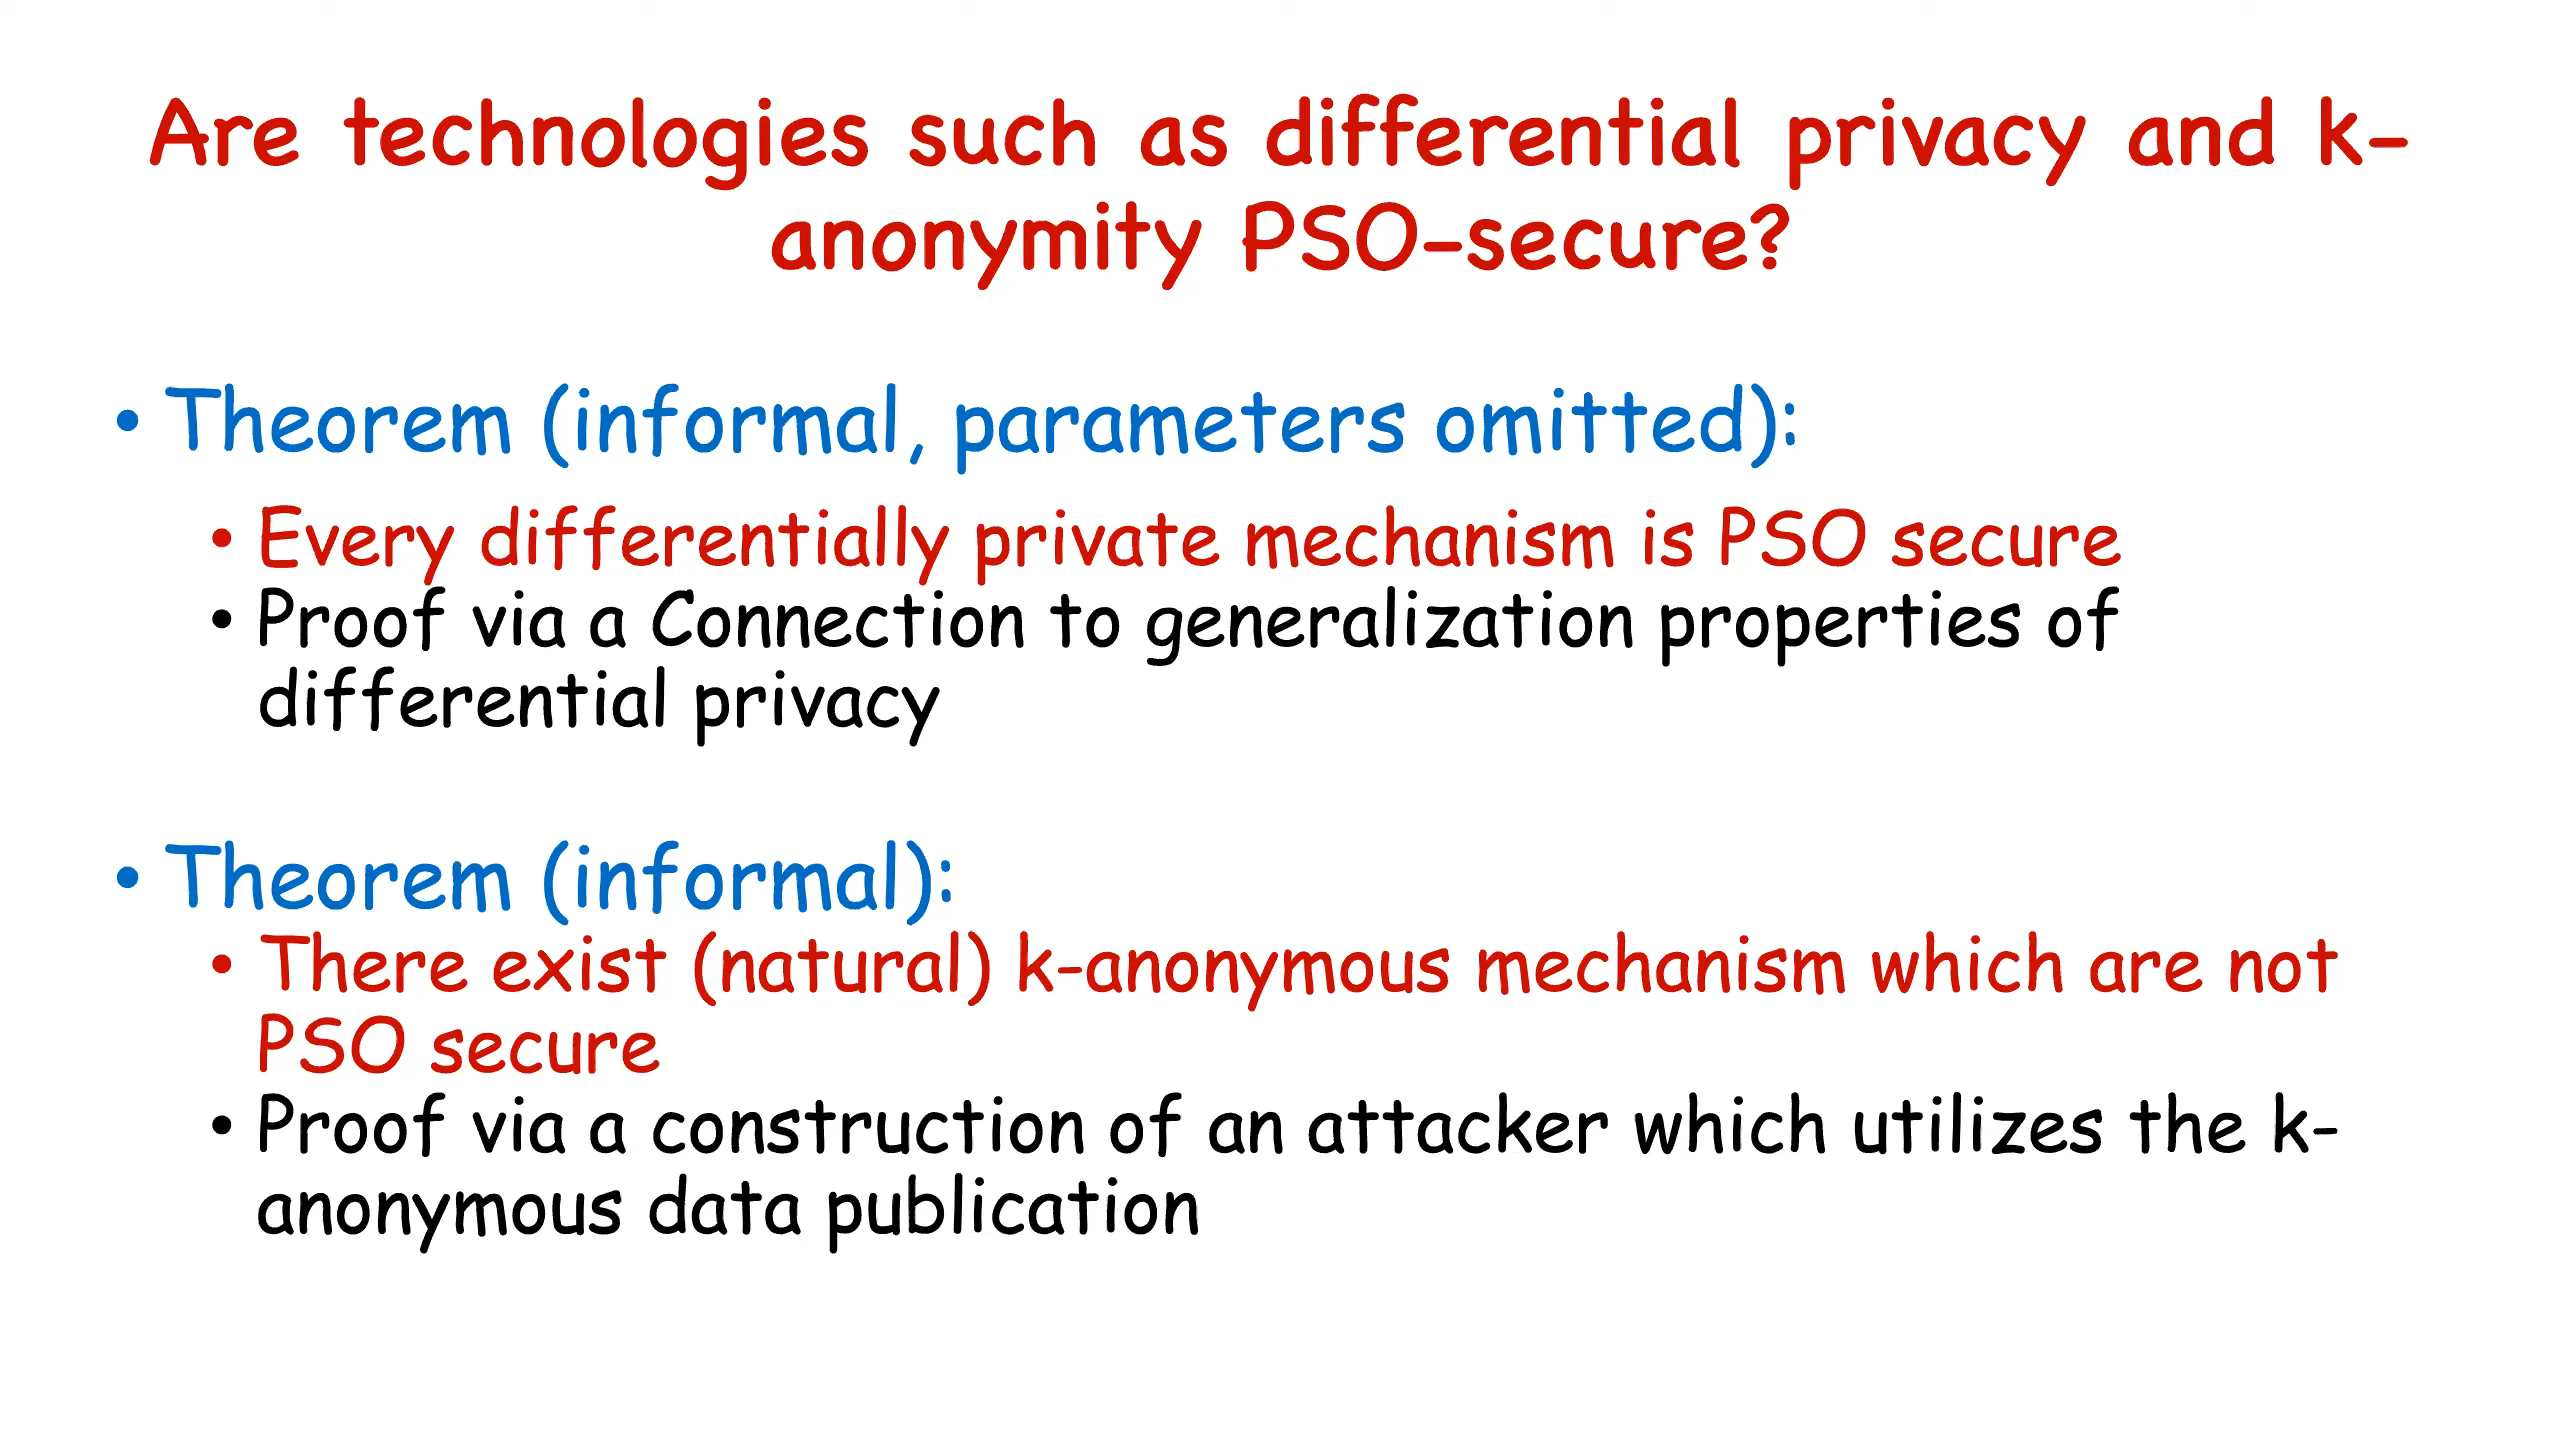 Are technologies such as differential privacy and k-
anonymity PSO-secure?
• Theorem (informal, parameters omitted):
• Every differentially private mechanism is PSO secure
• Proof via a Connection to generalization properties of
differential privacy
• Theorem (informal):
• There exist (natural) k-anonymous mechanism which are not
PSO secure
• Proof via a construction of an attacker which utilizes the k-
anonymous data publication